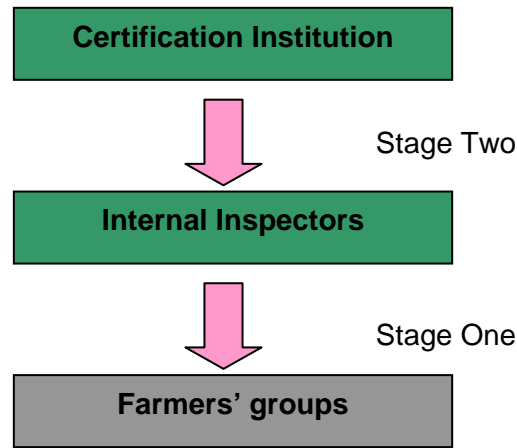 Certification Institution
Stage Two
Internal Inspectors
Stage One
Farmers’ groups